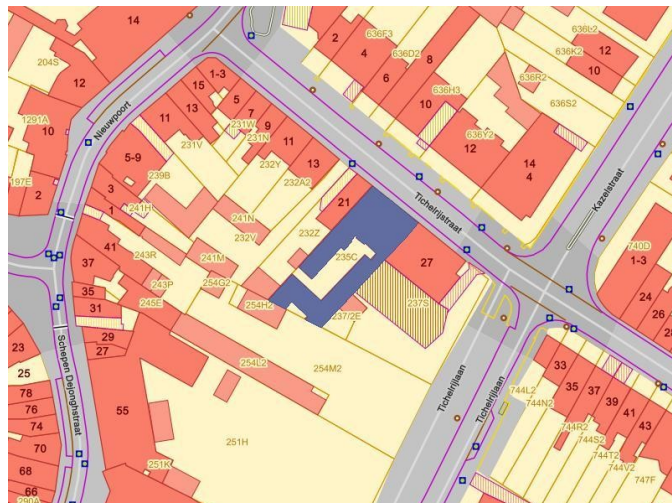 14
2
636F3
4
636D2
8
6
636L2
636K2
12
10
204S
12
1-3
15
13
5
7
9
11
13
11
231W
231N
231V
232Y
232A2
636H3
10
636R2
636S2
636Y2
12
14
4
1291A
10
Nieuwpoort
5-9
239B
197E
2
3
1
241H
241N
232V
232Z
21
Tichelrijstraat
Kazelstraat
41
243R
241M
235C
27
740D
1-3
37
243P
254G2
35
245E
31
254H2
237/2E
237S
24
26
28
29
27
23
25
Schepen Dejonghstraat
254L2
254M2
Tichelrijlaan
Tichelrijlaan
33
35
37
39
41
43
744L2
744N2
78
76
74
70
68
66
55
251H
251K
290A
744R2
744S2
744T2
744V2
747F